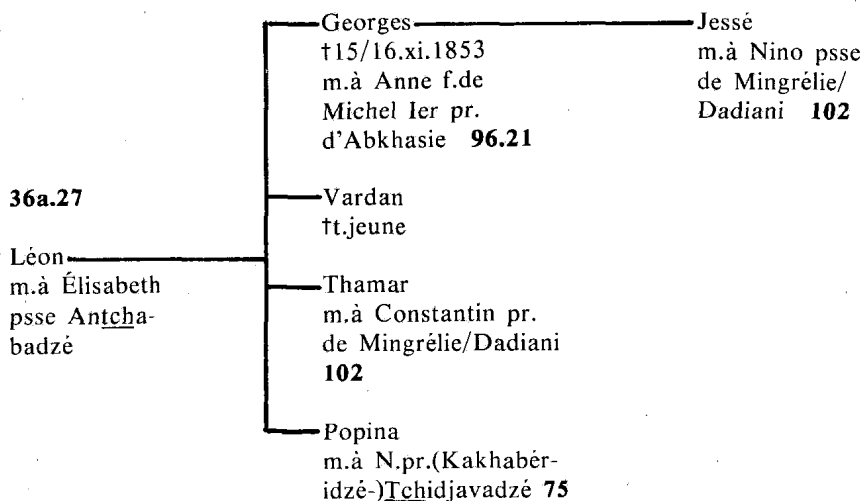 36a.27
Léon
m.à Élisabeth
psse Antcha-
badzé
Georges
†15/16.xi.1853
m.à Anne f.de
Michel Ier pr.
d'Abkhasie 96.21
Jessé
m.à Nino psse
de Mingrélie/
Dadiani 102
Vardan
†t.jeune
Thamar
m.à Constantin pr.
de Mingrélie/Dadiani
102
Popina
m.à N.pr.(Kakhabér-
idzé-)Tchidjavadzé 75